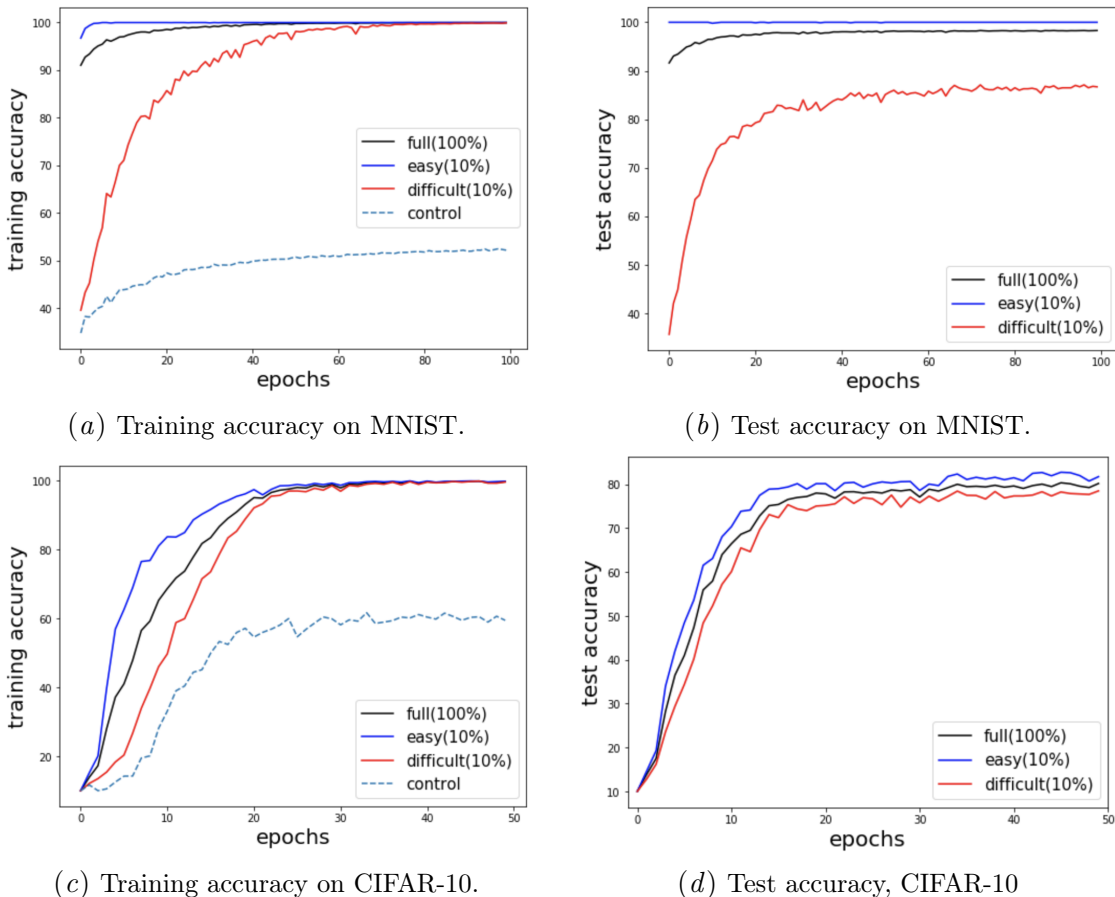 100
90
80
70
60
50
40
training accuracy
full(100%)
easy(10%)
difficult(10%)
control
0 20 40 60 80 100
epochs
(a) Training accuracy on MNIST.
100
90
80
70
60
50
40
test accuracy
full(100%)
easy(10%)
difficult(10%)
0 20 40 60 80 100
epochs
(b) Test accuracy on MNIST.
100
80
60
40
20
training accuracy
full(100%)
easy(10%)
difficult(10%)
control
0 10 20 30 40 50
epochs
(c) Training accuracy on CIFAR-10.
80
70
60
50
40
30
20
10
test accuracy
full(100%)
easy(10%)
difficult(10%)
0 10 20 30 40 50
epochs
(d) Test accuracy, CIFAR-10